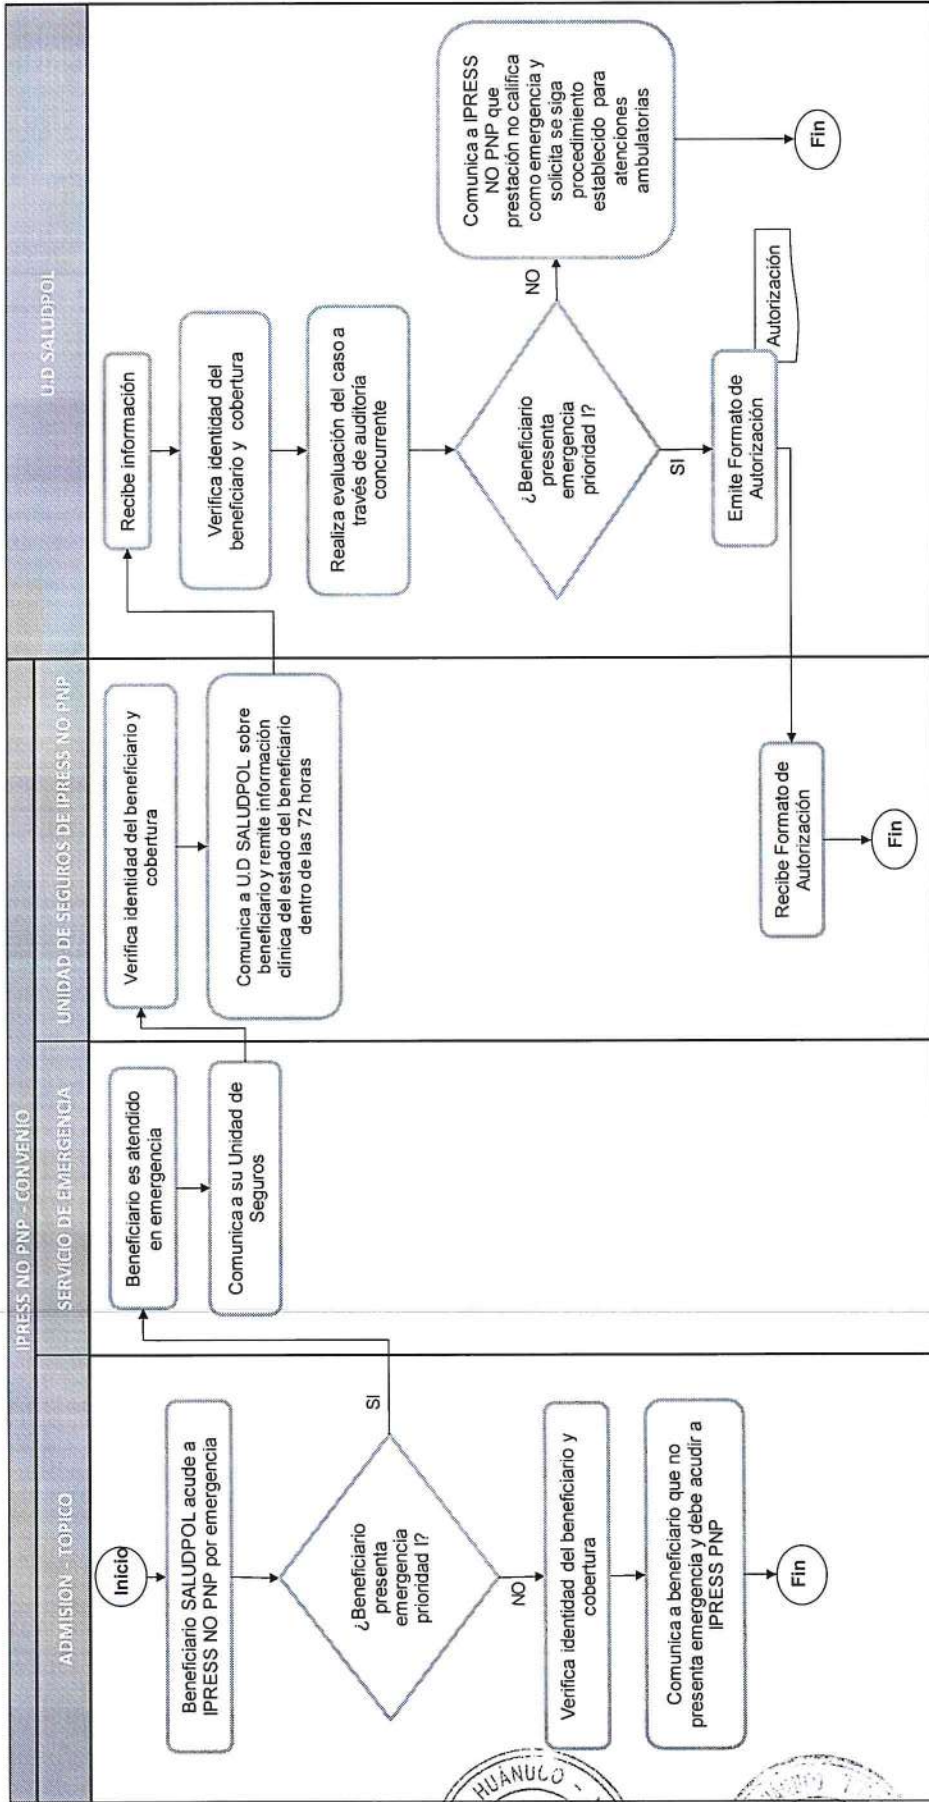 IPRESS NO PNP - CONVENIO
U.D SALUDPOL
ADMISION - TOPICO
SERVICIO DE EMERGENCIA
UNIDAD DE SEGUROS DE IPRESS NO PNP
Inicio
Beneficiario SALUDPOL acude a
IPRESS NO PNP por emergencia
¿Beneficiario
presenta
emergencia
prioridad I?
SI
NO
Verifica identidad del beneficiario y
cobertura
Comunica a beneficiario que no
presenta emergencia y debe acudir a
IPRESS PNP
Fin
Beneficiario es atendido
en emergencia
Comunica a su Unidad de
Seguros
Verifica identidad del beneficiario y
cobertura
Comunica a U.D SALUDPOL sobre
beneficiario y remite información
clínica del estado del beneficiario
dentro de las 72 horas
Recibe Formato de
Autorización
Fin
Recibe información
Verifica identidad del
beneficiario y cobertura
Realiza evaluación del caso a
través de auditoría
concurrente
¿Beneficiario
presenta
emergencia
prioridad I?
NO
SI
Comunica a IPRESS
NO PNP que
prestación no califica
como emergencia y
solicita se siga
procedimiento
establecido para
atenciones
ambulatorias
Fin
Emite Formato de
Autorización
Autorización
HUÁNUCO -